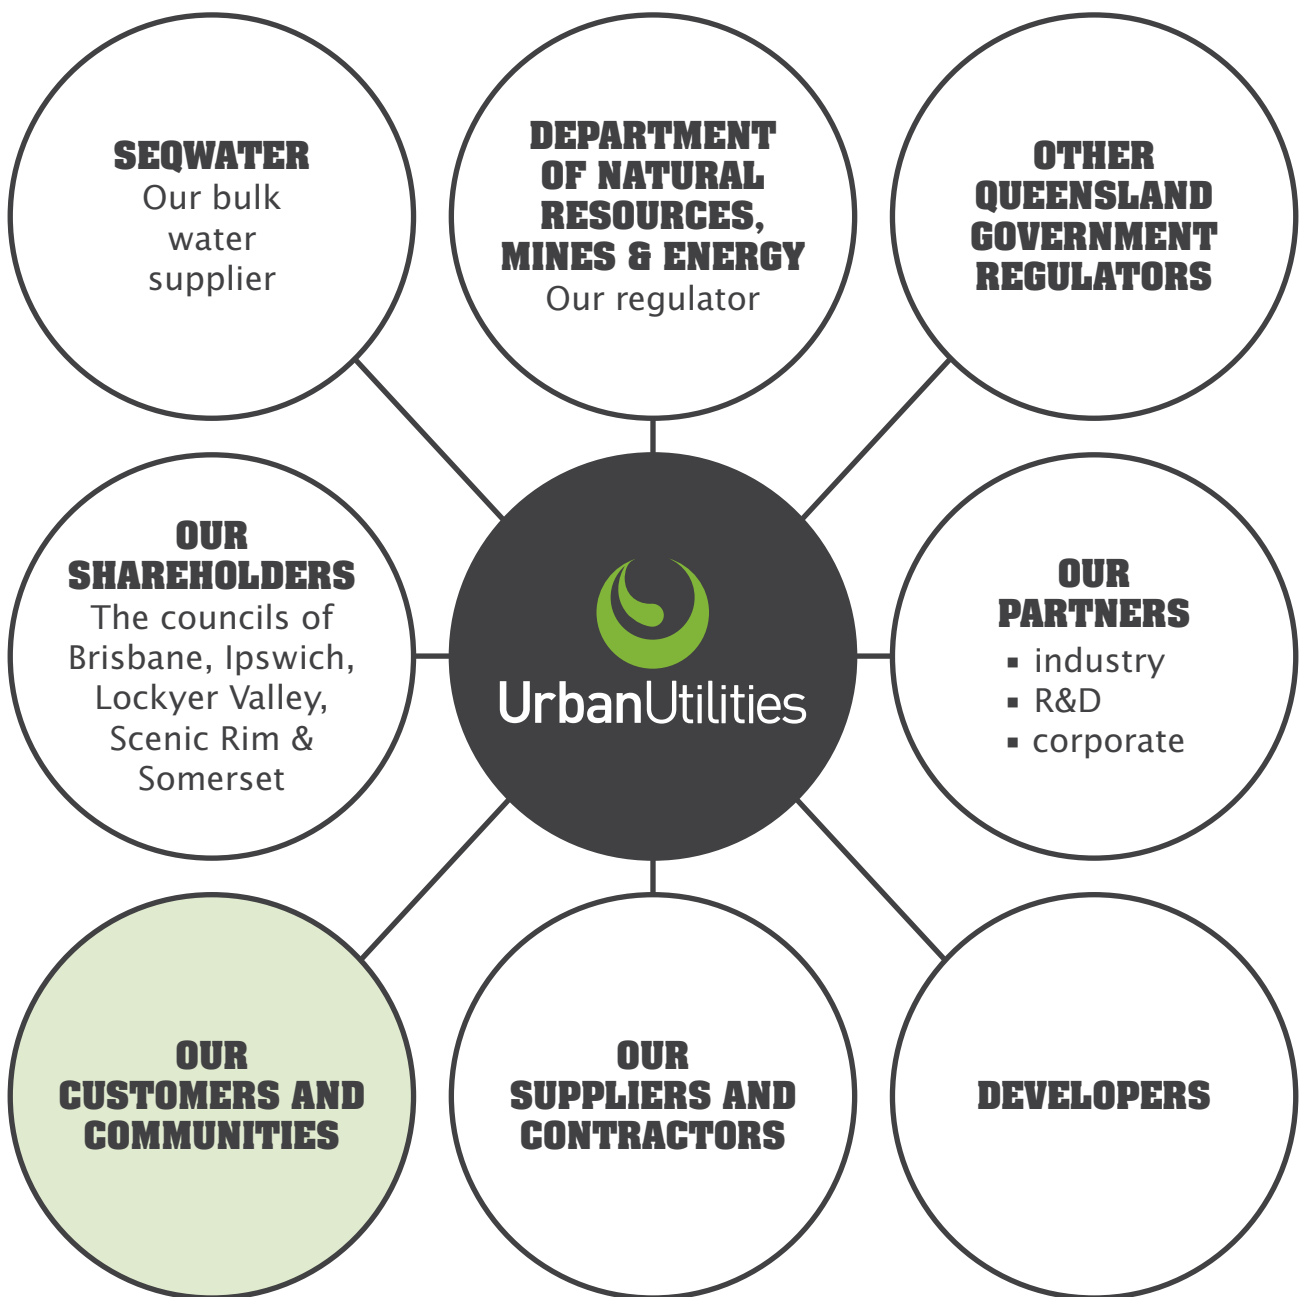 SEQWATER
Our bulk
water
supplier
DEPARTMENT
OF NATURAL
RESOURCES,
MINES & ENERGY
Our regulator
OTHER
QUEENSLAND
GOVERNMENT
REGULATORS
OUR
SHAREHOLDERS
The councils of
Brisbane, Ipswich,
Lockyer Valley,
Scenic Rim &
Somerset
UrbanUtilities
OUR
PARTNERS
▪ industry
▪ R&D
▪ corporate
OUR
CUSTOMERS AND
COMMUNITIES
OUR
SUPPLIERS AND
CONTRACTORS
DEVELOPERS